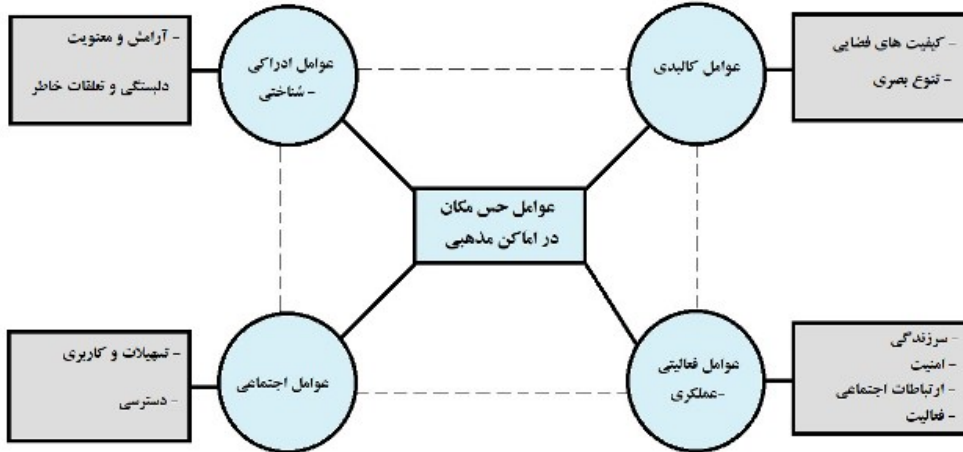 - کیفیت های فضایی
- تنوع بصری
عوامل کالبدی
عوامل ادراکی
- شناختی
- آرامش و معنویت
دلبستگی و تعلقات خاطر
عوامل حس مکان
در اماکن مذهبی
- سرزندگی
- امنیت
- ارتباطات اجتماعی
- فعالیت
عوامل فعالیتی
-عملکری
عوامل اجتماعی
- تسهیلات و کاربری
- دسترسی